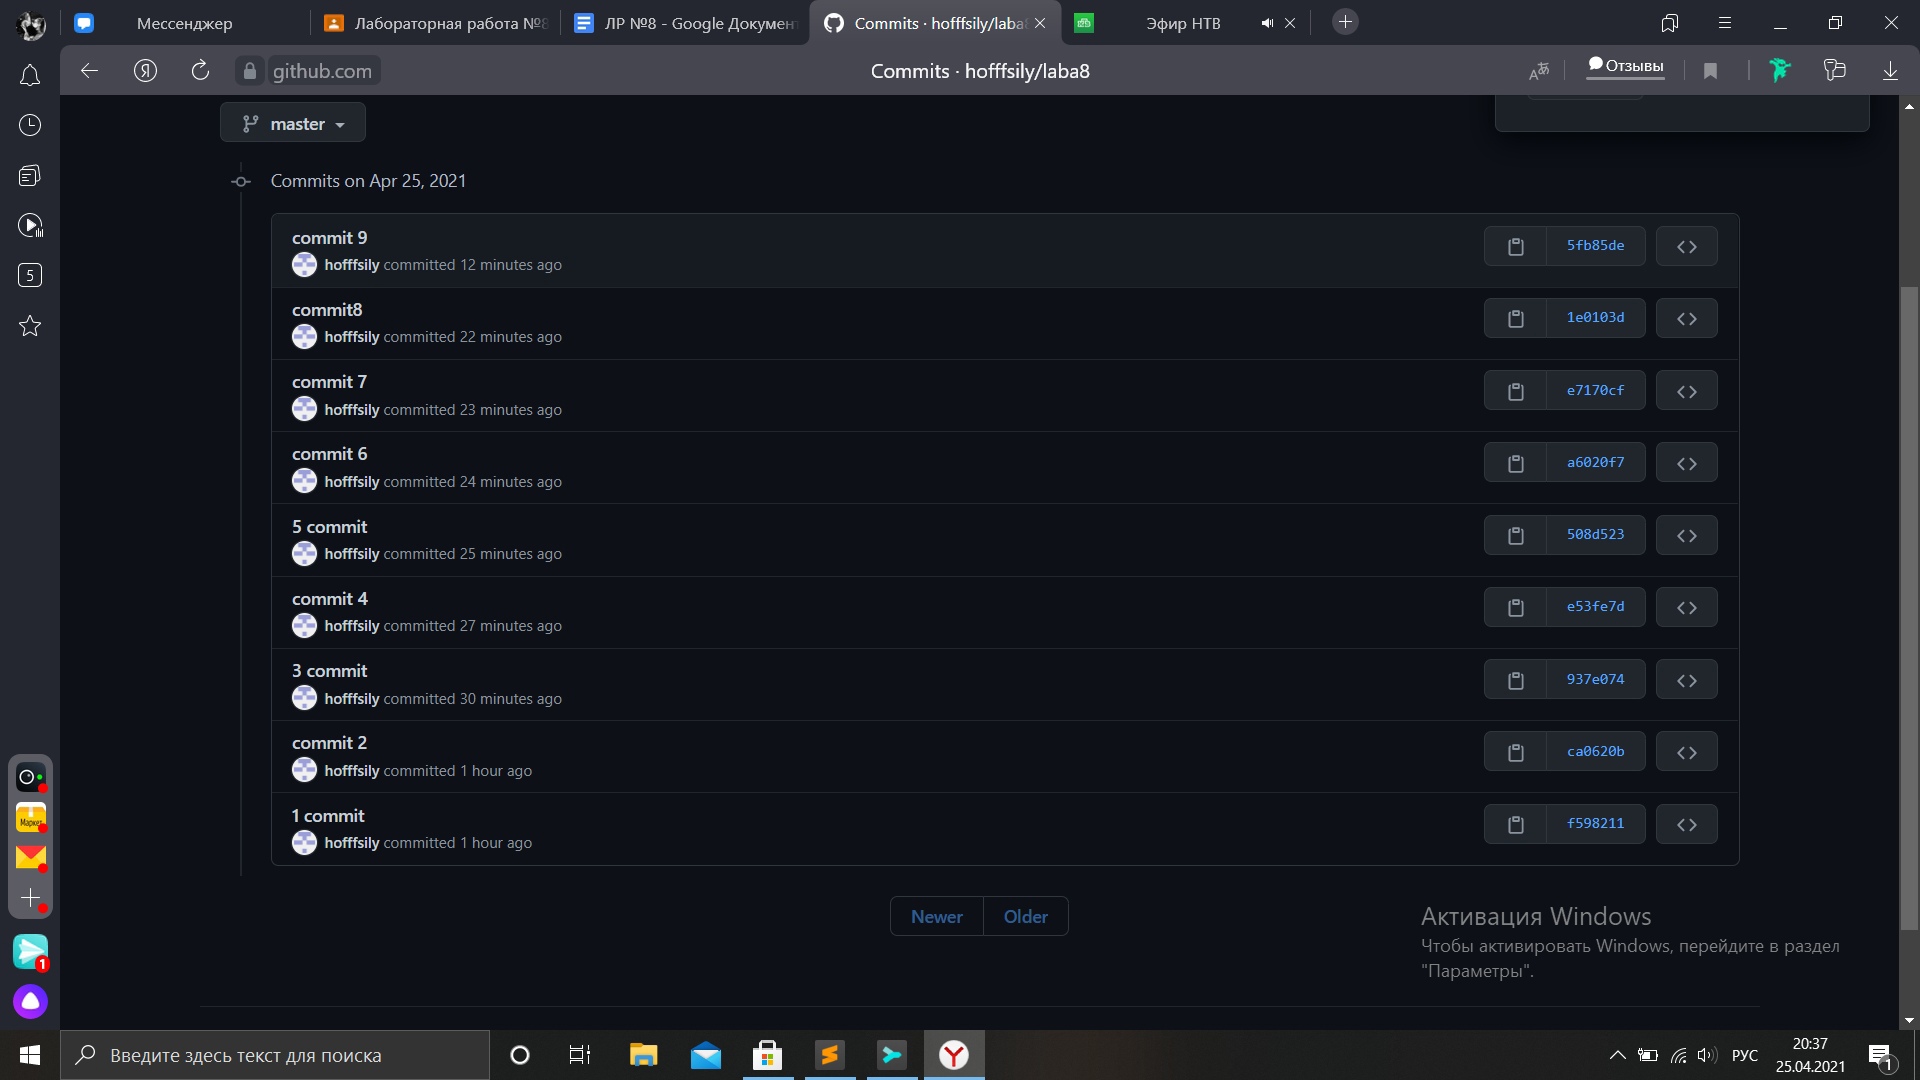 Мессенджер
Лабораторная работа №8
ЛР №8 - Google Документ
Commits · hofffsily/laba
Эфир НТВ
github.com
Commits · hofffsily/laba8
Отзывы
5
master
Commits on Apr 25, 2021
commit 9
hofffsily committed 12 minutes ago
5fb85de
commit8
hofffsily committed 22 minutes ago
1e0103d
commit 7
hofffsily committed 23 minutes ago
e7170cf
commit 6
hofffsily committed 24 minutes ago
a6020f7
5 commit
hofffsily committed 25 minutes ago
508d523
commit 4
hofffsily committed 27 minutes ago
e53fe7d
3 commit
hofffsily committed 30 minutes ago
937e074
commit 2
hofffsily committed 1 hour ago
ca0620b
1 commit
hofffsily committed 1 hour ago
f598211
Newer
Older
Маркет
1
Активация Windows
Чтобы активировать Windows, перейдите в раздел
"Параметры".
Введите здесь текст для поиска
РУС
20:37
25.04.2021
1